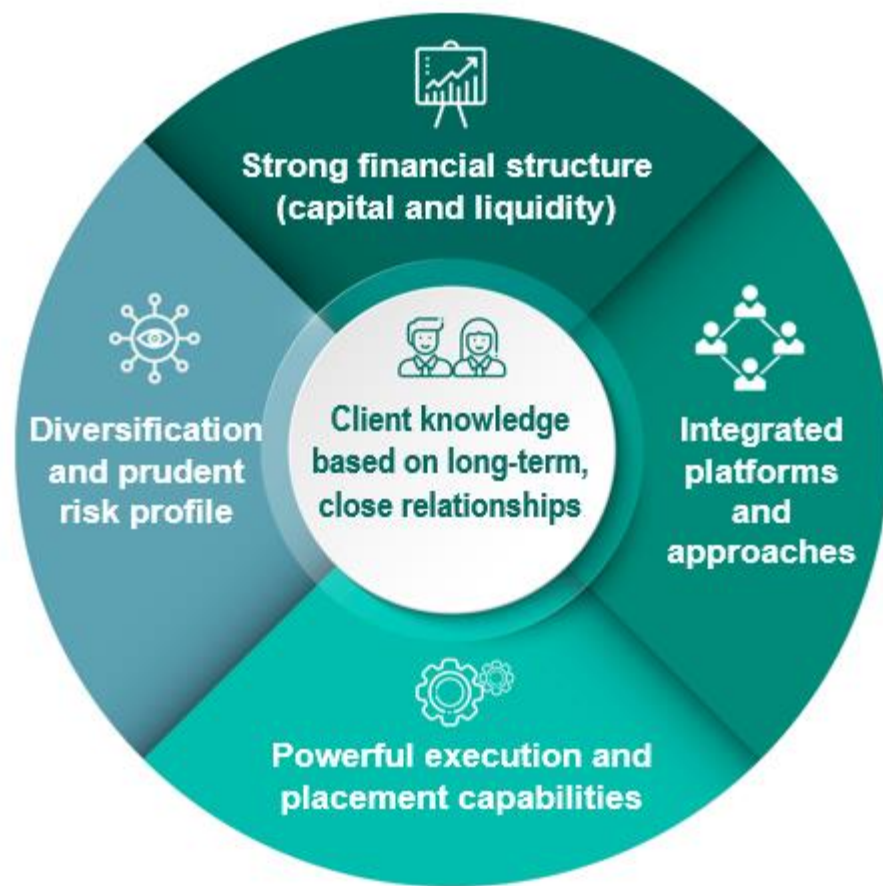 Strong financial structure
(capital and liquidity)
Diversification
and prudent
risk profile
Client knowledge
based on long-term,
close relationships
Integrated
platforms
and
approaches
Powerful execution and
placement capabilities